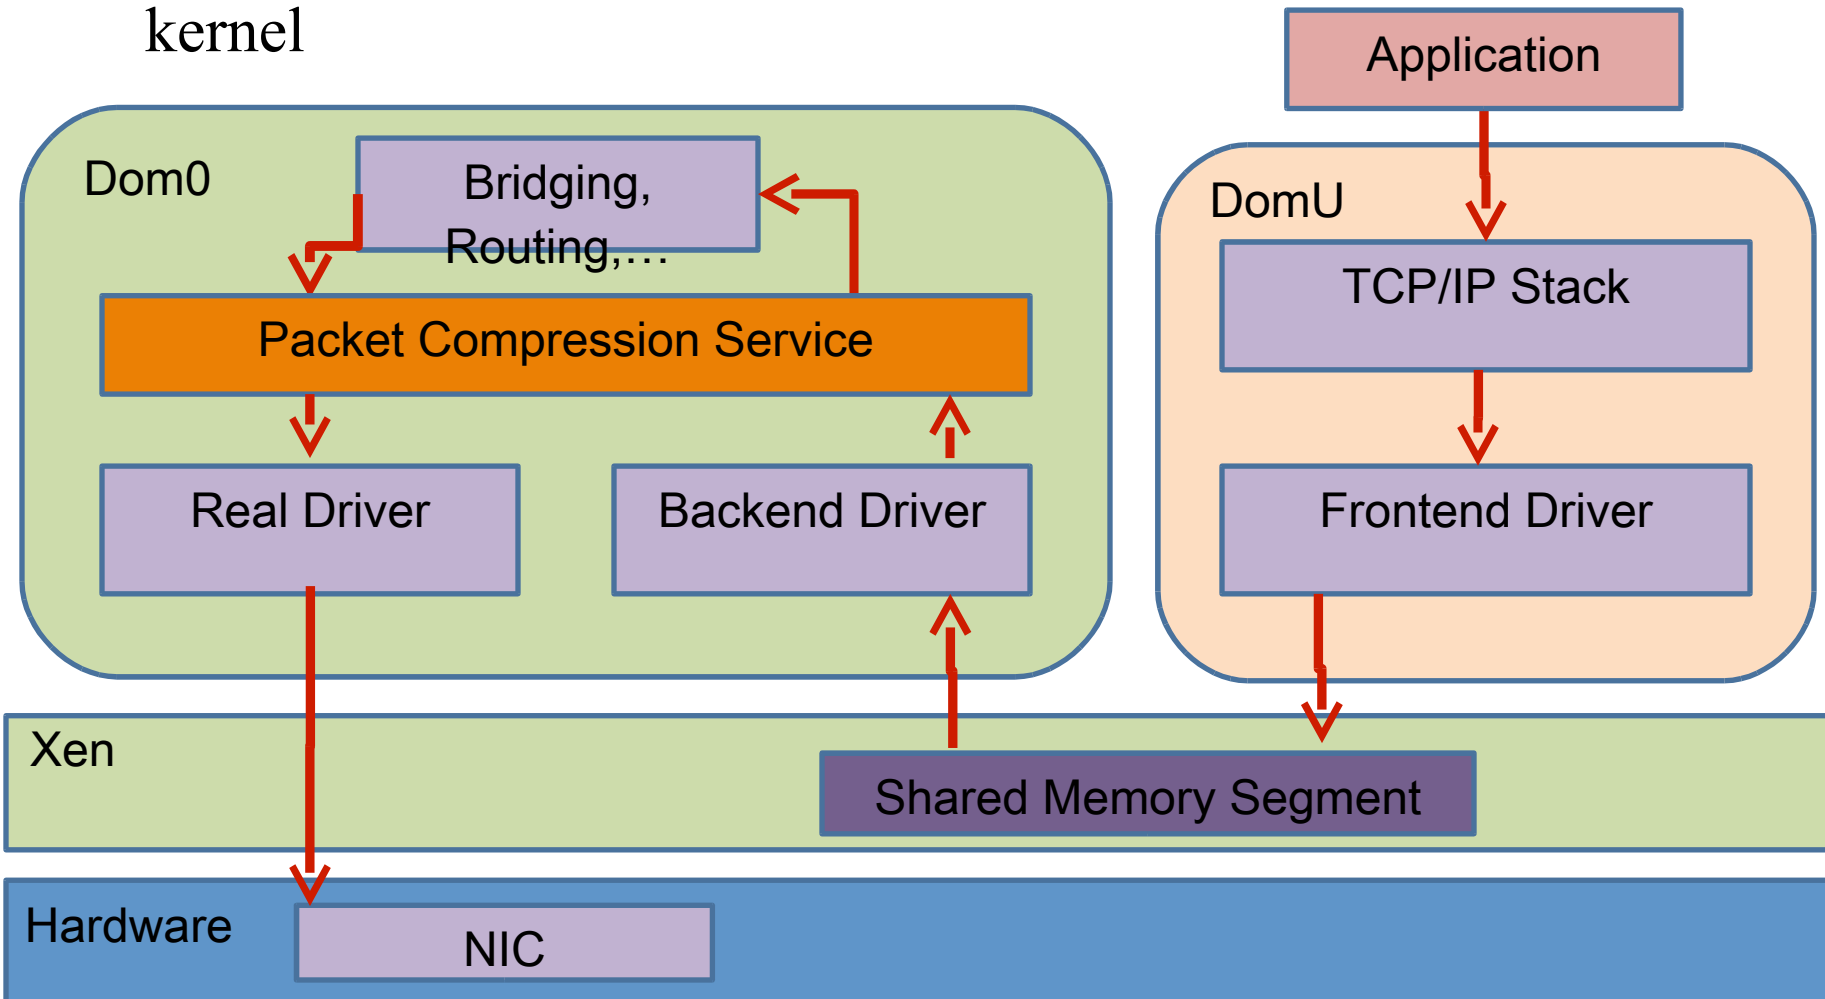 kernel
Application
Dom0
Bridging,
Routing,...
DomU
TCP/IP Stack
Packet Compression Service
Real Driver
Backend Driver
Frontend Driver
Xen
Shared Memory Segment
Hardware
NIC